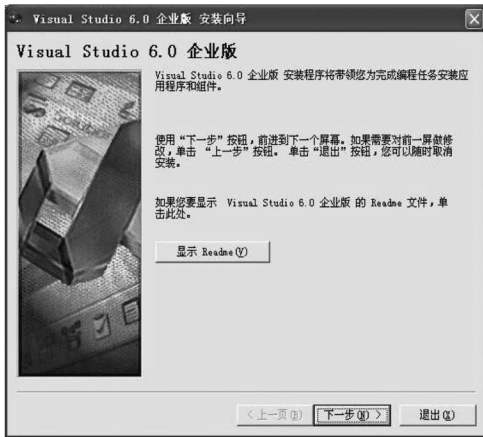 Visual Studio 6.0 企业版 安装向导
Visual Studio 6.0 企业版
Visual Studio 6.0 企业版 安装程序将带领您为完成编程任务安装应
用程序和组件。
使用“下一步”按钮，前进到下一个屏幕。如果需要对前一屏做修
改，单击 “上一步”按钮。 单击“退出”按钮，您可以随时取消
安装。
如果您要显示 Visual Studio 6.0 企业版 的 Readme 文件，单
击此处。
显示 Readme(V)
< 上一页(B)
下一步(N) >
退出(X)